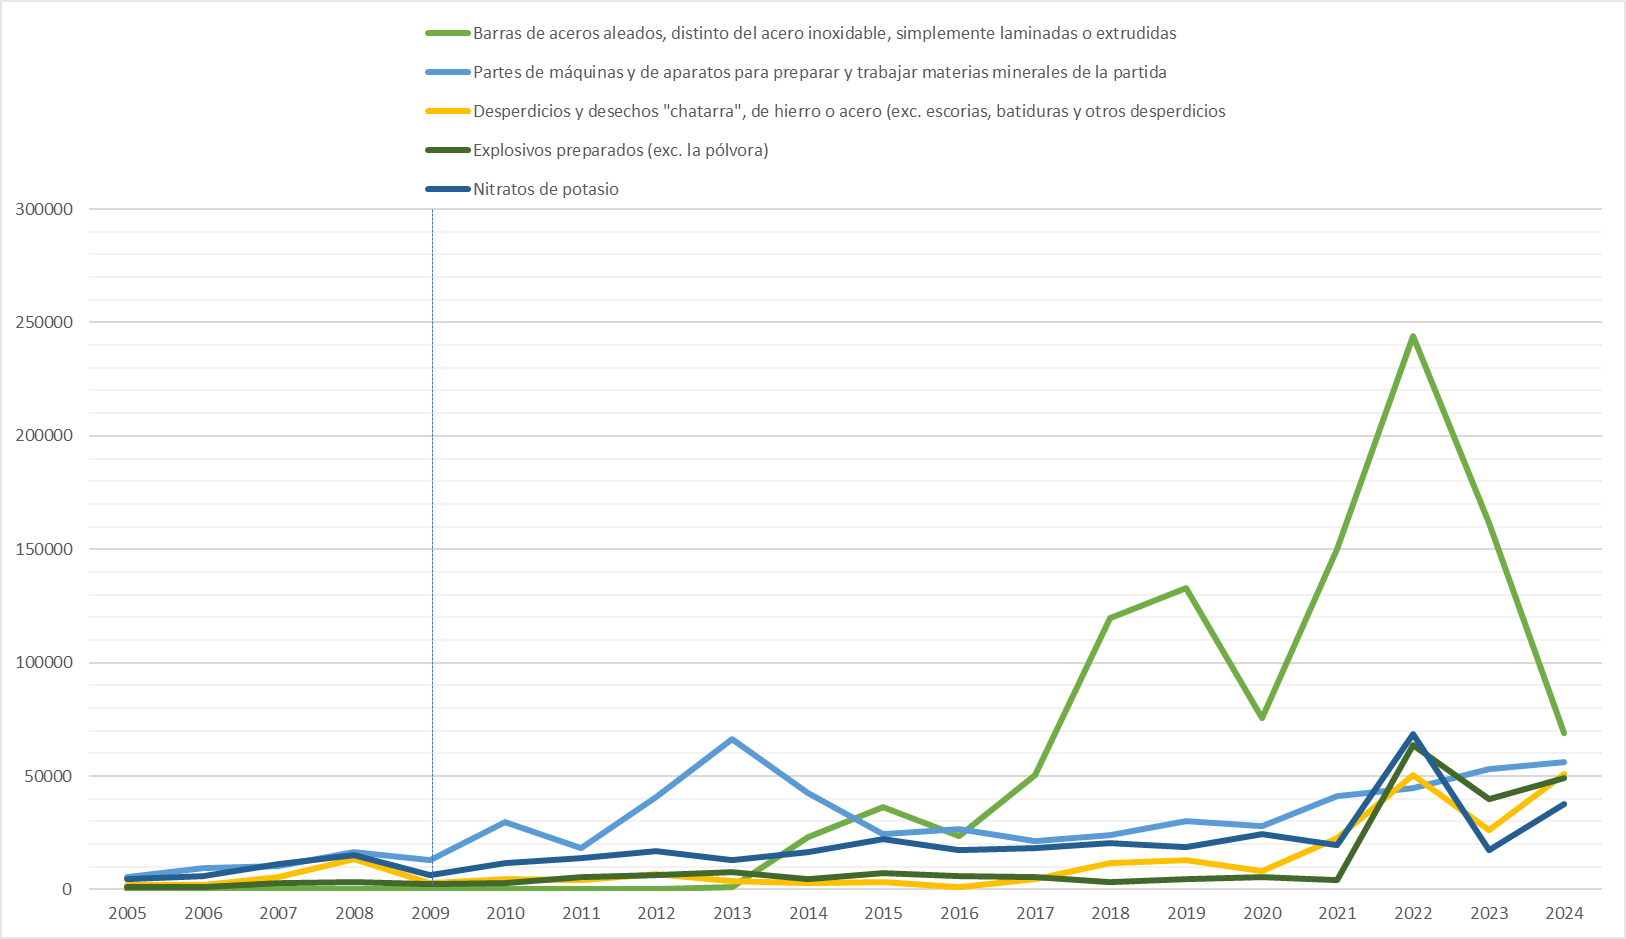 Barras de aceros aleados, distinto del acero inoxidable, simplemente laminadas o extrudidas
Partes de máquinas y de aparatos para preparar y trabajar materias minerales de la partida
Desperdicios y desechos "chatarra", de hierro o acero (exc. escorias, batiduras y otros desperdicios
Explosivos preparados (exc. la pólvora)
Nitratos de potasio
300000
250000
200000
150000
100000
50000
0
2005 2006 2007 2008 2009 2010 2011 2012 2013 2014 2015 2016 2017 2018 2019 2020 2021 2022 2023 2024